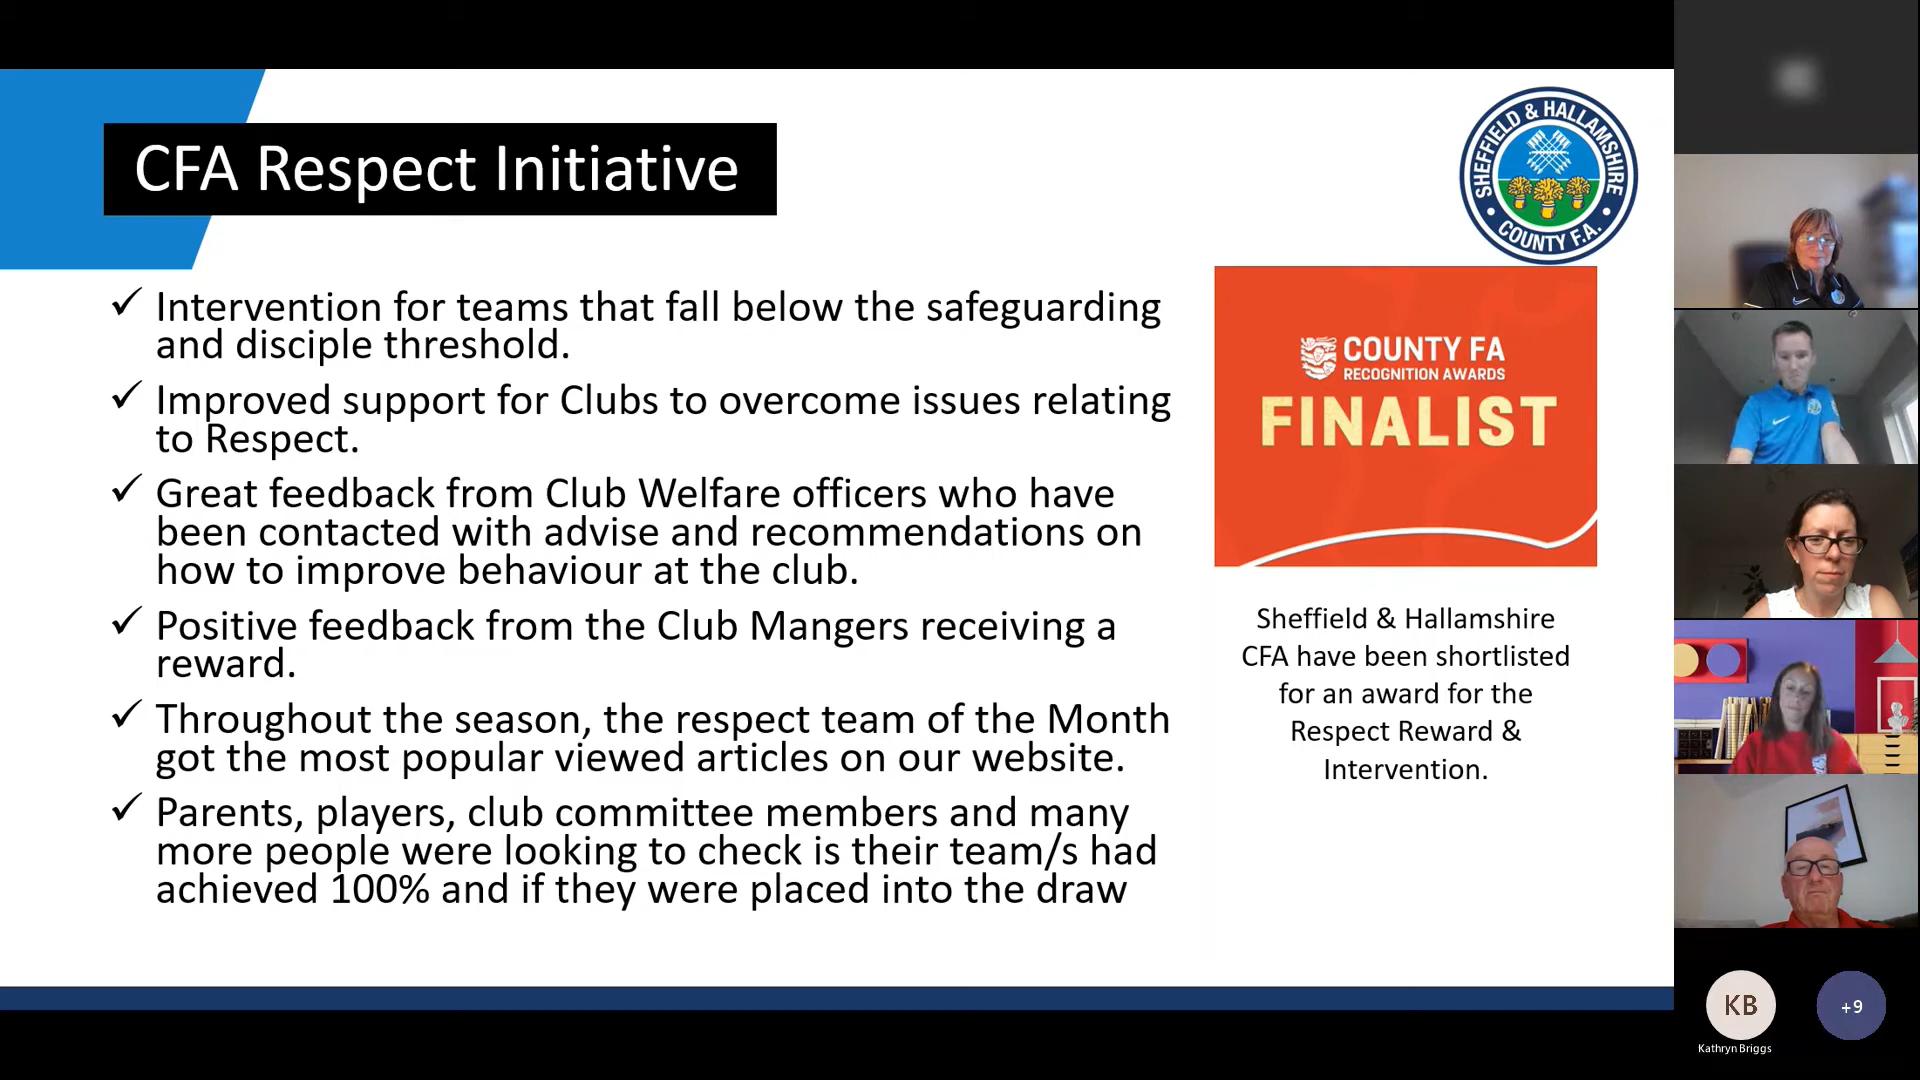 CFA Respect Initiative
SHEFFIELD & HALLAMSHIRE
COUNTY F.A.
✓ Intervention for teams that fall below the safeguarding
and disciple threshold.
✓ Improved support for Clubs to overcome issues relating
to Respect.
✓ Great feedback from Club Welfare officers who have
been contacted with advise and recommendations on
how to improve behaviour at the club.
✓ Positive feedback from the Club Mangers receiving a
reward.
✓ Throughout the season, the respect team of the Month
got the most popular viewed articles on our website.
✓ Parents, players, club committee members and many
more people were looking to check is their team/s had
achieved 100% and if they were placed into the draw
COUNTY FA
RECOGNITION AWARDS
FINALIST
Sheffield & Hallamshire
CFA have been shortlisted
for an award for the
Respect Reward &
Intervention.
KB
Kathryn Briggs
+9